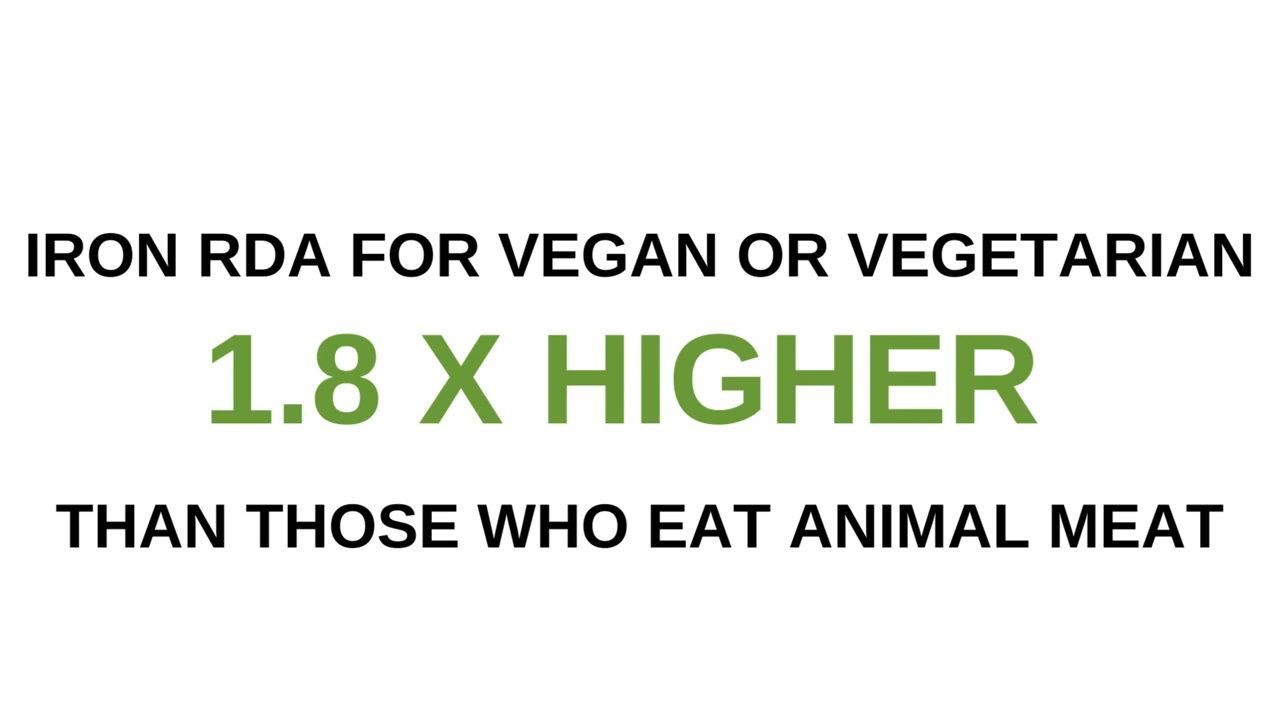 IRON RDA FOR VEGAN OR VEGETARIAN
1.8 X HIGHER
THAN THOSE WHO EAT ANIMAL MEAT